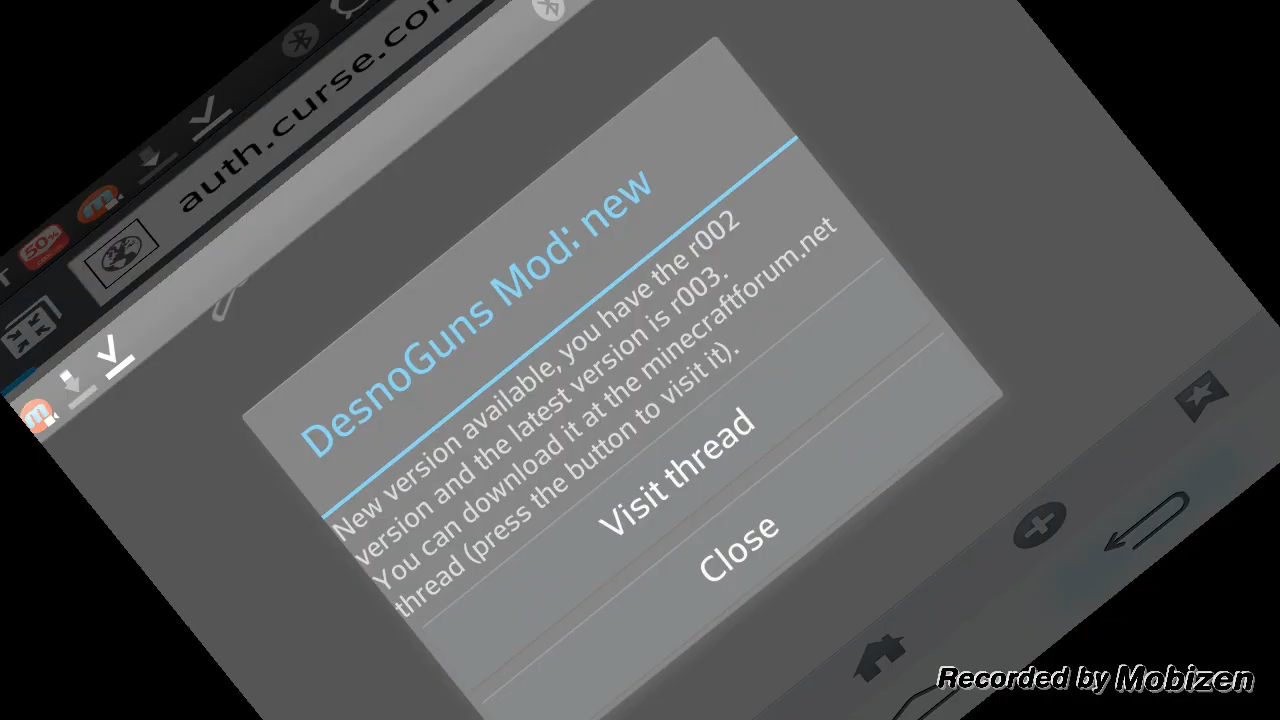 auth.curse.com
50%
DesnoGuns Mod: new
New version available, you have the r002
version and the latest version is r003.
You can download it at the minecraftforum.net
thread (press the button to visit it).
Visit thread
Close
Recorded by Mobizen